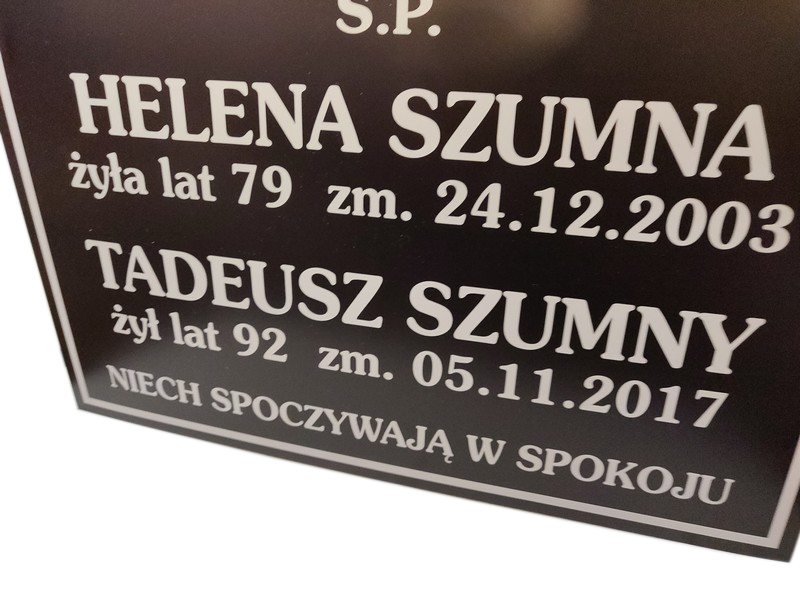 Ś.P.
HELENA SZUMNA
żyła lat 79 zm. 24.12.2003
TADEUSZ SZUMNY
żył lat 92 zm. 05.11.2017
NIECH SPOCZYWAJĄ W SPOKOJU